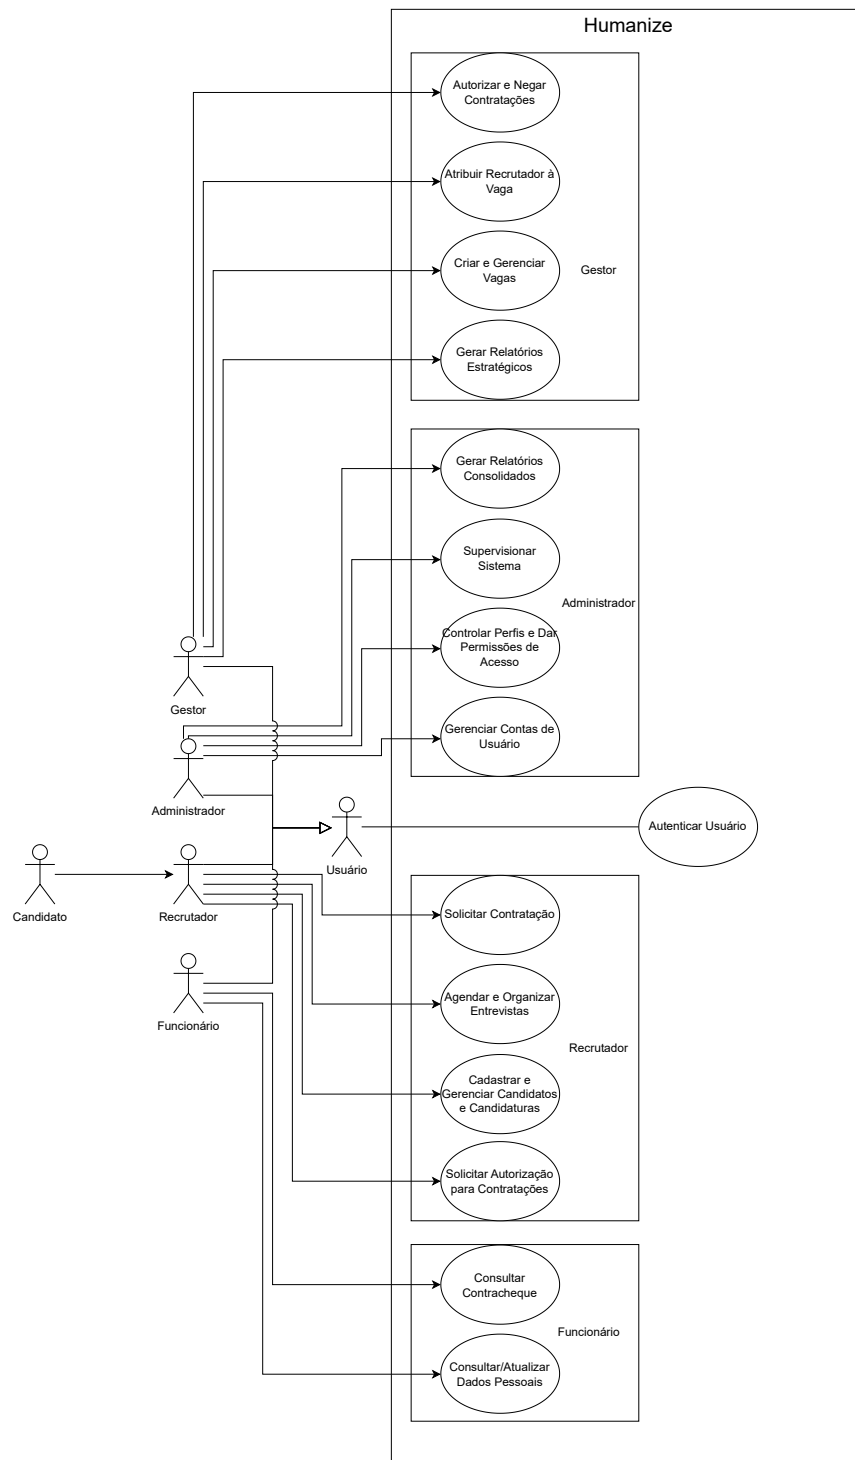 Humanize
Autorizar e Negar
Contratações
Atribuir Recrutador à
Vaga
Criar e Gerenciar
Vagas
Gestor
Gerar Relatórios
Estratégicos
Gerar Relatórios
Consolidados
Supervisionar
Sistema
Administrador
Controlar Perfis e Dar
Permissões de
Acesso
Gestor
Gerenciar Contas de
Usuário
Administrador
Autenticar Usuário
Usuário
Candidato
Recrutador
Solicitar Contratação
Agendar e Organizar
Entrevistas
Funcionário
Recrutador
Cadastrar e
Gerenciar Candidatos
e Candidaturas
Solicitar Autorização
para Contratações
Consultar
Contracheque
Funcionário
Consultar/Atualizar
Dados Pessoais